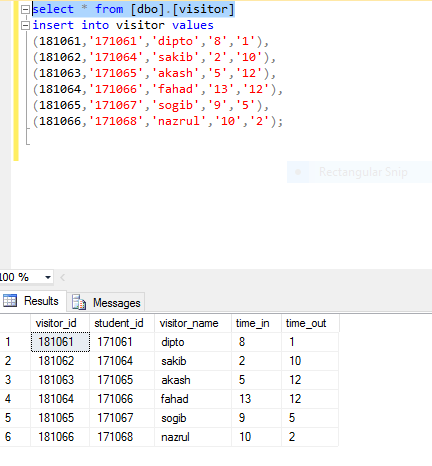 select * from [dbo].[visitor]
insert into visitor values
(181061,'171061','dipto','8','1'),
(181062,'171064','sakib','2','10'),
(181063,'171065','akash','5','12'),
(181064,'171066','fahad','13','12'),
(181065,'171067','sogib','9','5'),
(181066,'171068','nazrul','10','2');
Rectangular Snip
100 %
Results Messages
visitor_id student_id visitor_name time_in time_out
1 181061 171061 dipto 8 1
2 181062 171064 sakib 2 10
3 181063 171065 akash 5 12
4 181064 171066 fahad 13 12
5 181065 171067 sogib 9 5
6 181066 171068 nazrul 10 2